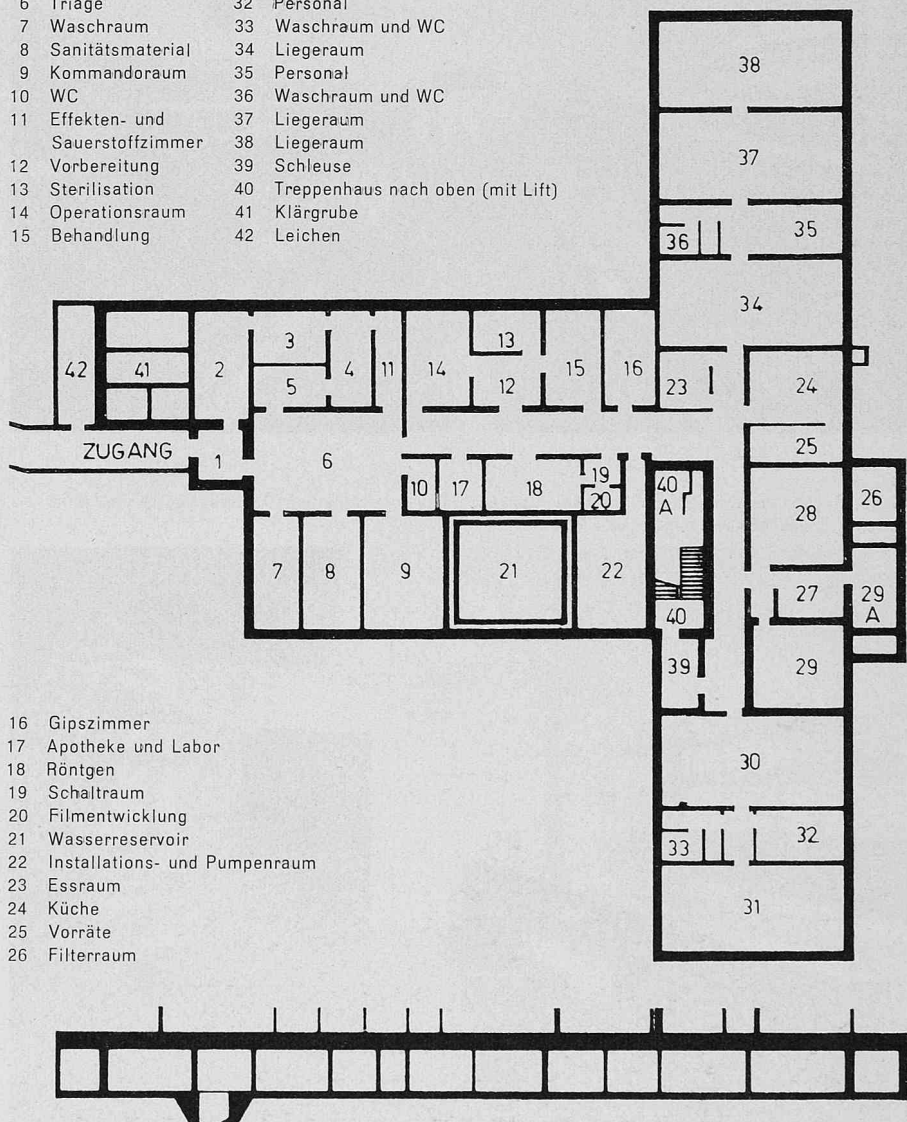 6 Triage
7 Waschraum
8 Sanitätsmaterial
9 Kommandoraum
10 WC
11 Effekten- und
Sauerstoffzimmer
12 Vorbereitung
13 Sterilisation
14 Operationsraum
15 Behandlung
32 Personal
33 Waschraum und WC
34 Liegeraum
35 Personal
36 Waschraum und WC
37 Liegeraum
38 Liegeraum
39 Schleuse
40 Treppenhaus nach oben (mit Lift)
41 Klärgrube
42 Leichen
38
37
36
35
34
42
41
2
3
5
4
11
14
13
12
15
16
23
24
25
ZUGANG
1
6
10
17
18
19
20
40
A
28
26
7
8
9
21
22
40
27
29
A
39
29
30
33
32
31
16 Gipszimmer
17 Apotheke und Labor
18 Röntgen
19 Schaltraum
20 Filmentwicklung
21 Wasserreservoir
22 Installations- und Pumpenraum
23 Essraum
24 Küche
25 Vorräte
26 Filterraum